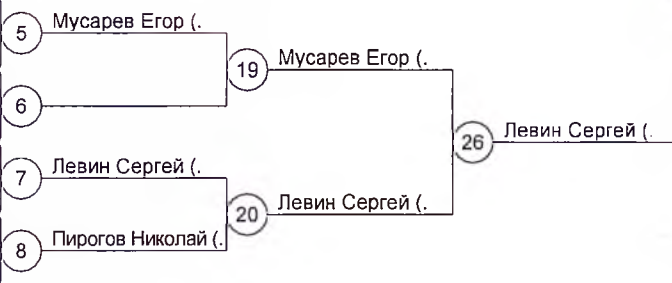 5 Мусарев Егор (.
19 Мусарев Егор (.
6
26 Левин Сергей (.
7 Левин Сергей (.
20 Левин Сергей (.
8 Пирогов Николай (.